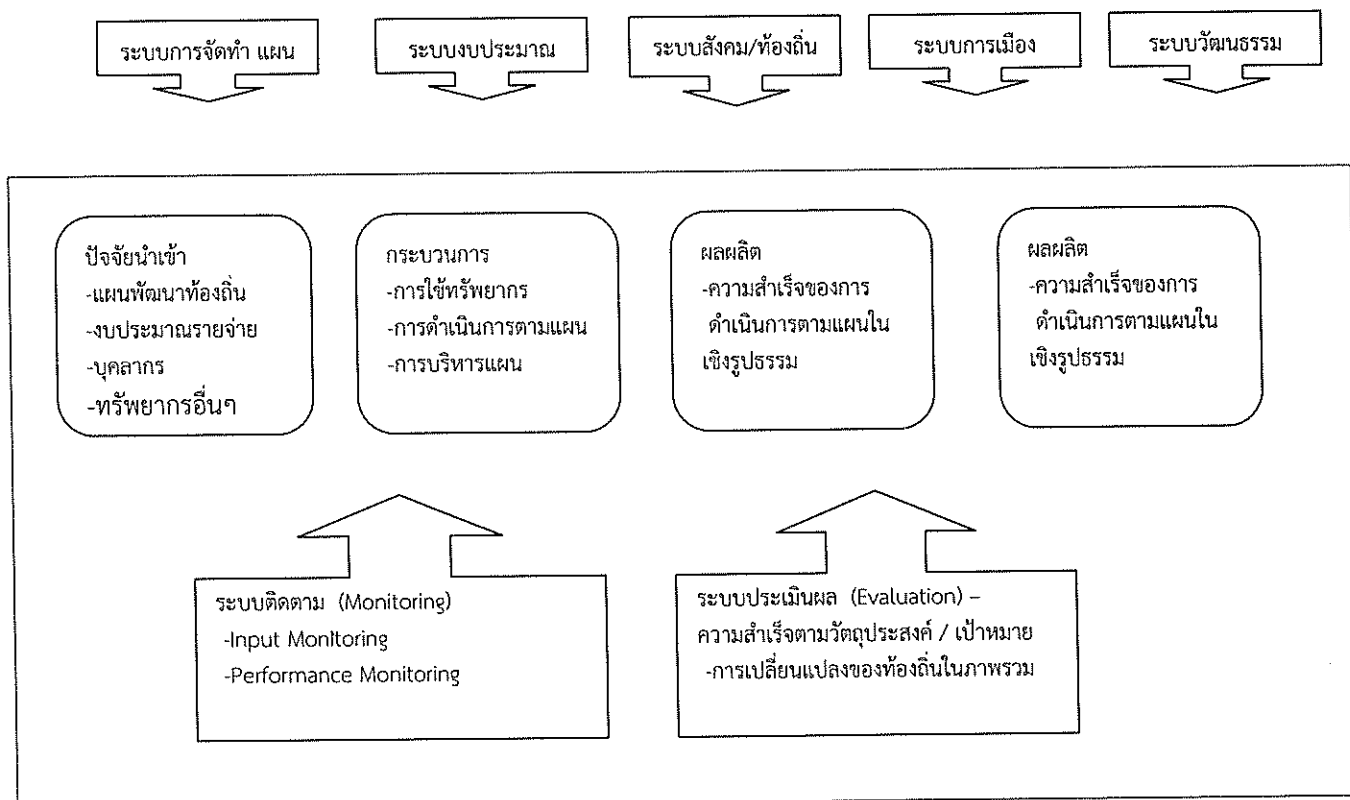 ระบบการจัดทำ แผน
ระบบงบประมาณ
ระบบสังคม/ท้องถิ่น
ระบบการเมือง
ระบบวัฒนธรรม
ปัจจัยนำเข้า
-แผนพัฒนาท้องถิ่น
-งบประมาณรายจ่าย
-บุคลากร
-ทรัพยากรอื่นๆ
กระบวนการ
-การใช้ทรัพยากร
-การดำเนินการตามแผน
-การบริหารแผน
ผลผลิต
-ความสำเร็จของการ
ดำเนินการตามแผนใน
เชิงรูปธรรม
ผลผลิต
-ความสำเร็จของการ
ดำเนินการตามแผนใน
เชิงรูปธรรม
ระบบติดตาม (Monitoring)
-Input Monitoring
-Performance Monitoring
ระบบประเมินผล (Evaluation) –
ความสำเร็จตามวัตถุประสงค์ / เป้าหมาย
-การเปลี่ยนแปลงของท้องถิ่นในภาพรวม